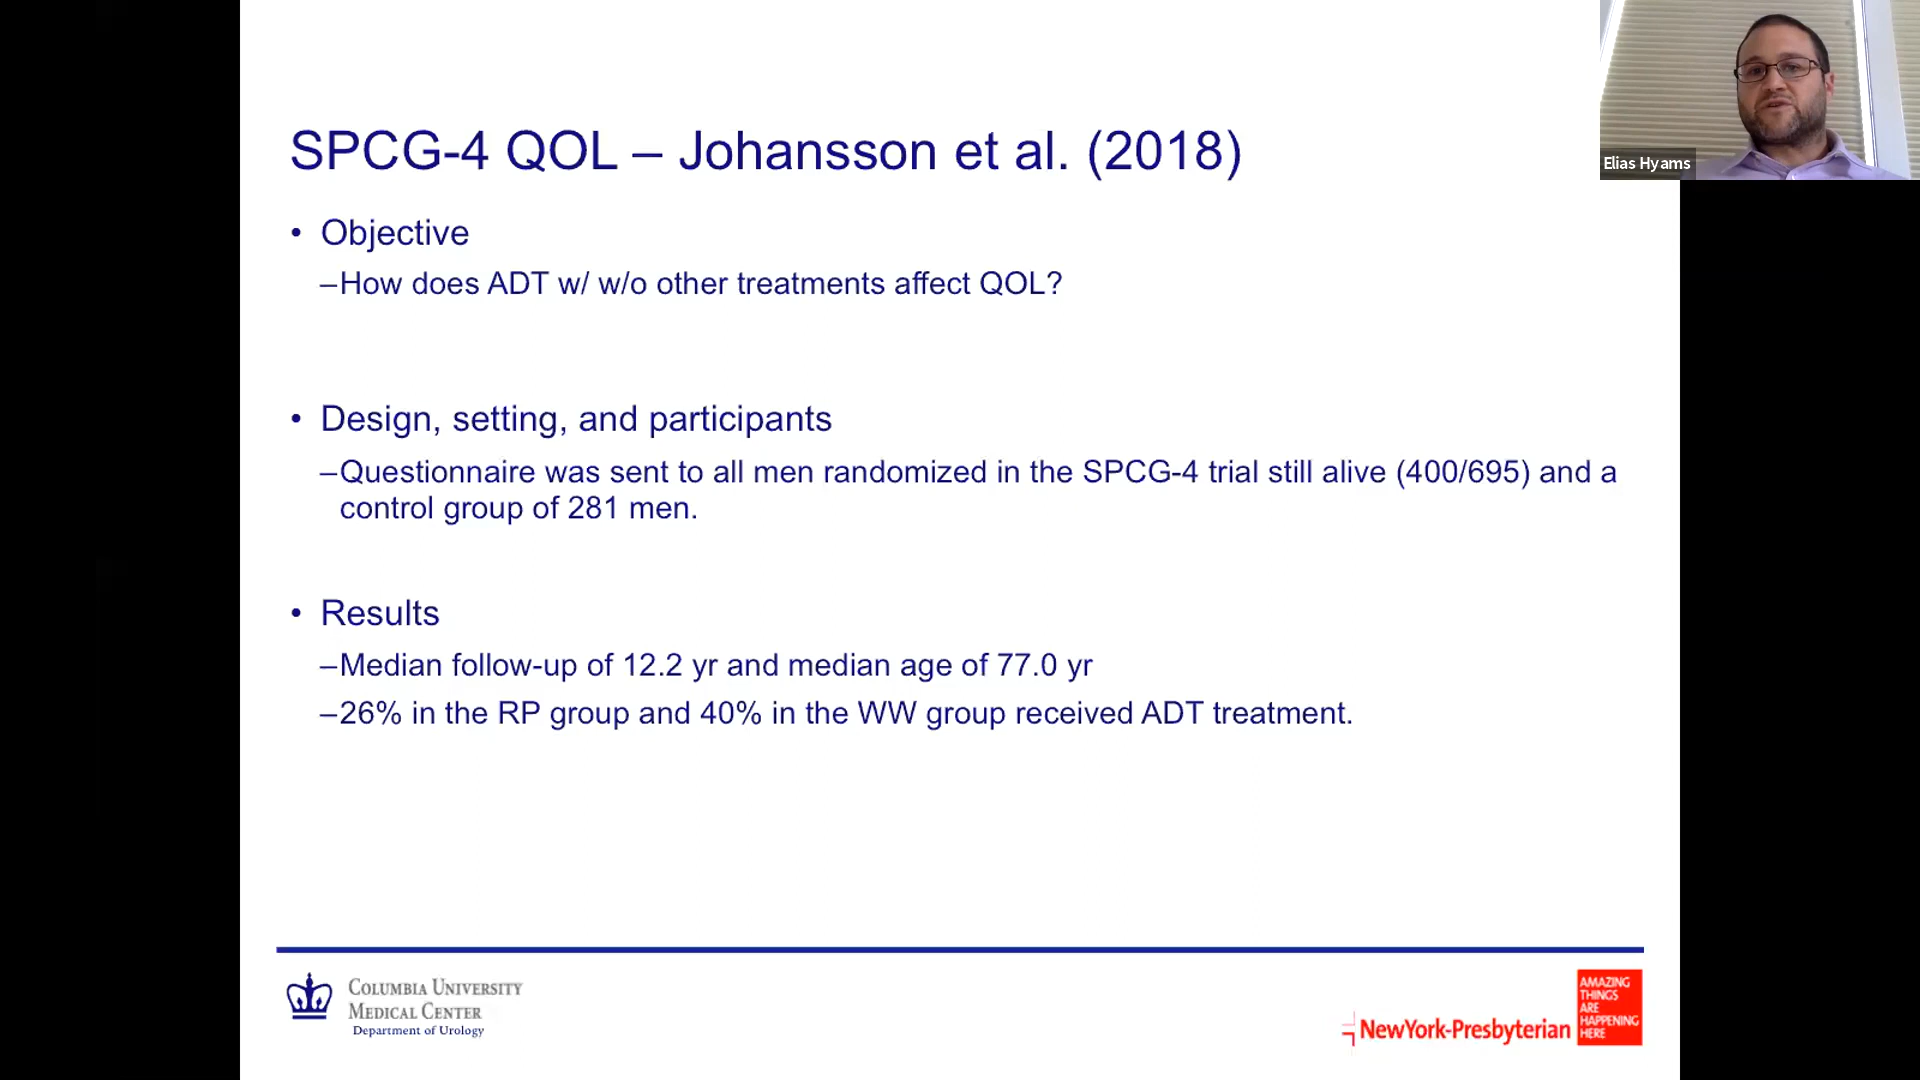 SPCG-4 QOL – Johansson et al. (2018)
• Objective
–How does ADT w/ w/o other treatments affect QOL?
• Design, setting, and participants
–Questionnaire was sent to all men randomized in the SPCG-4 trial still alive (400/695) and a
control group of 281 men.
• Results
–Median follow-up of 12.2 yr and median age of 77.0 yr
–26% in the RP group and 40% in the WW group received ADT treatment.
Elias Hyams
COLUMBIA UNIVERSITY
MEDICAL CENTER
Department of Urology
NewYork-Presbyterian
AMAZING
THINGS
ARE
HAPPENING
HERE